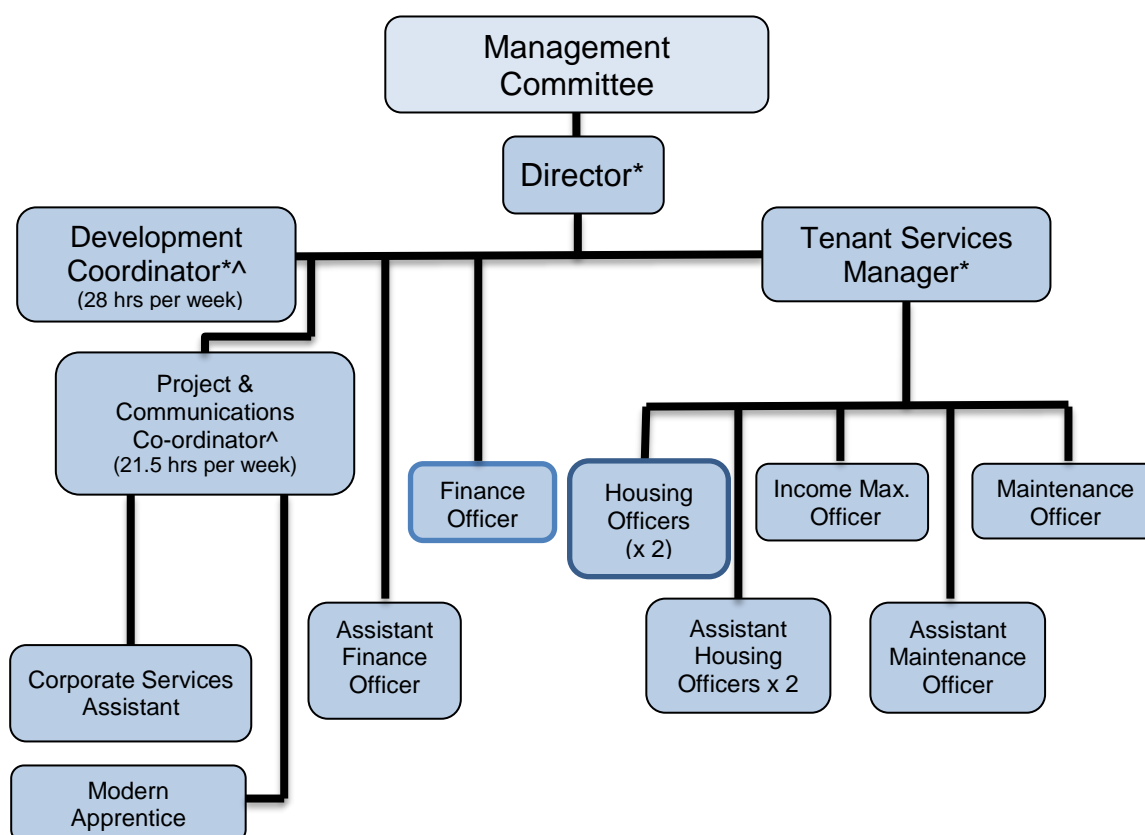 Management
Committee
Director*
Development
Coordinator*^
(28 hrs per week)
Tenant Services
Manager*
Project &
Communications
Co-ordinator^
(21.5 hrs per week)
Finance
Officer
Housing
Officers
(x 2)
Income Max.
Officer
Maintenance
Officer
Assistant
Finance
Officer
Assistant
Housing
Officers x 2
Assistant
Maintenance
Officer
Corporate Services
Assistant
Modern
Apprentice